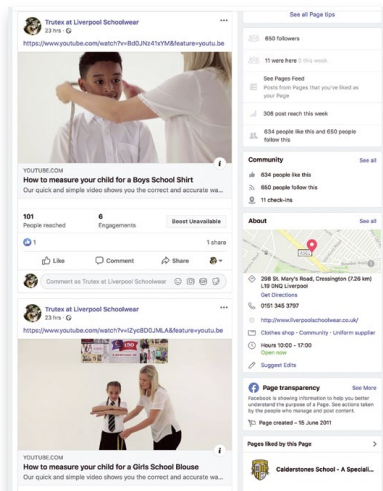 Trutex at Liverpool Schoolwear
23 hrs ·
https://www.youtube.com/watch?v=Bd0JNz41xYM&feature=youtu.be
YOUTUBE.COM
How to measure your child for a Boys School Shirt
Our quick and simple video shows you the correct and accurate wa...
101
People reached
6
Engagements
Boost Unavailable
1
1 share
Like
Comment
Share
Comment as Trutex at Liverpool Schoolwear
Trutex at Liverpool Schoolwear
23 hrs ·
https://www.youtube.com/watch?v=IZyc8D0JMLA&feature=youtu.be
150
YOUTUBE.COM
How to measure your child for a Girls School Blouse
Our quick and simple video shows you the correct and accurate wa...
See all Page tips
650 followers
11 were here 0 this week
See Pages Feed
Posts from Pages that you've liked as
your Page
306 post reach this week
634 people like this and 650 people
follow this
Community
See all
634 people like this
650 people follow this
11 check-ins
About
See all
298 St. Mary's Road, Cressington (7.26 km)
L19 0NQ Liverpool
Get Directions
0151 345 3797
http://www.liverpoolschoolwear.co.uk/
Clothes shop · Community · Uniform supplier
Hours 10:00 - 17:00
Open now
Suggest Edits
Page transparency
See More
Facebook is showing information to help you better
understand the purpose of a Page. See actions taken
by the people who manage and post content.
Page created – 15 June 2011
Pages liked by this Page
Calderstones School - A Speciali...